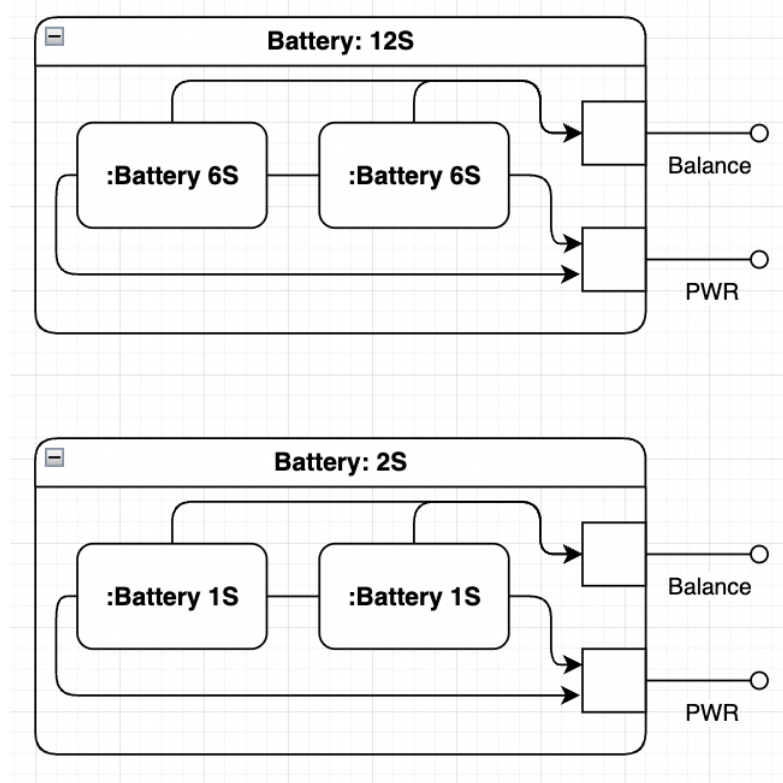 Battery: 12S
:Battery 6S
:Battery 6S
Balance
PWR
Battery: 2S
:Battery 1S
:Battery 1S
Balance
PWR